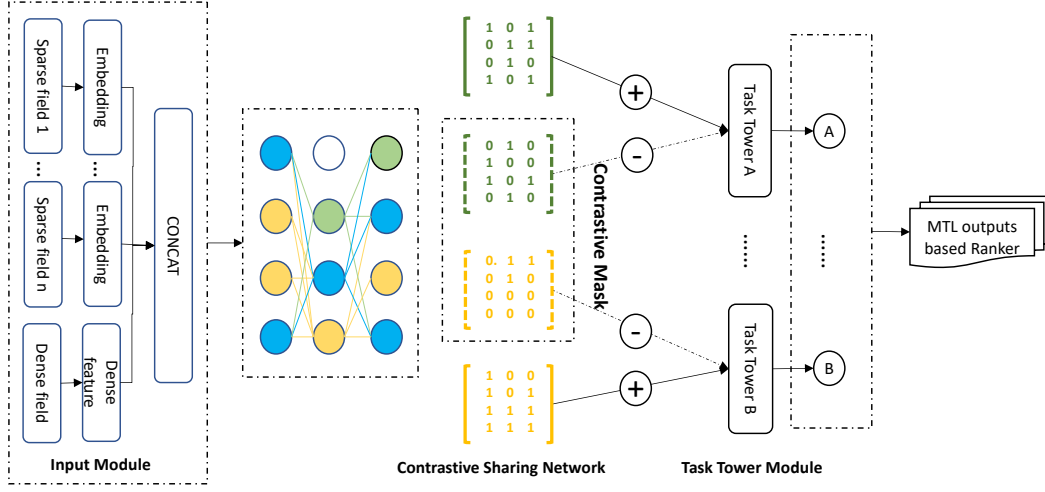 Sparse field 1
Embedding
...
...
Sparse field n
Embedding
Dense field
Dense
feature
CONCAT
Input Module
1 0 1
0 1 1
0 1 0
1 0 1
0 1 0
1 0 0
1 0 1
0 1 0
0. 1 1
0 1 0
0 0 0
0 0 0
1 0 0
1 0 1
1 1 1
1 1 1
Contrastive Mask
Contrastive Sharing Network
+
-
-
+
Task Tower A
......
Task Tower B
Task Tower Module
A
......
B
MTL outputs
based Ranker